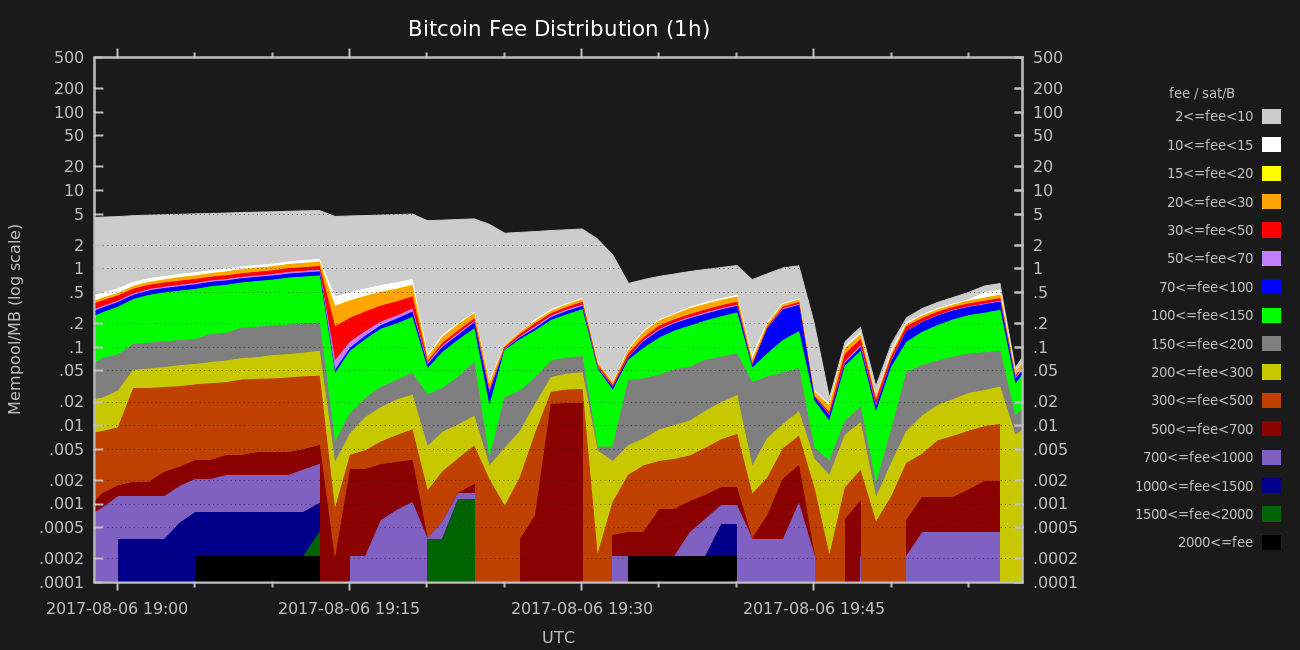 Bitcoin Fee Distribution (1h)
Mempool/MB (log scale)
500
200
100
50
20
10
5
2
1
.5
.2
.1
.05
.02
.01
.005
.002
.001
.0005
.0002
.0001
500
200
100
50
20
10
5
2
1
.5
.2
.1
.05
.02
.01
.005
.002
.001
.0005
.0002
.0001
2017-08-06 19:00 2017-08-06 19:15 2017-08-06 19:30 2017-08-06 19:45
UTC
fee / sat/B
2<=fee<10
10<=fee<15
15<=fee<20
20<=fee<30
30<=fee<50
50<=fee<70
70<=fee<100
100<=fee<150
150<=fee<200
200<=fee<300
300<=fee<500
500<=fee<700
700<=fee<1000
1000<=fee<1500
1500<=fee<2000
2000<=fee